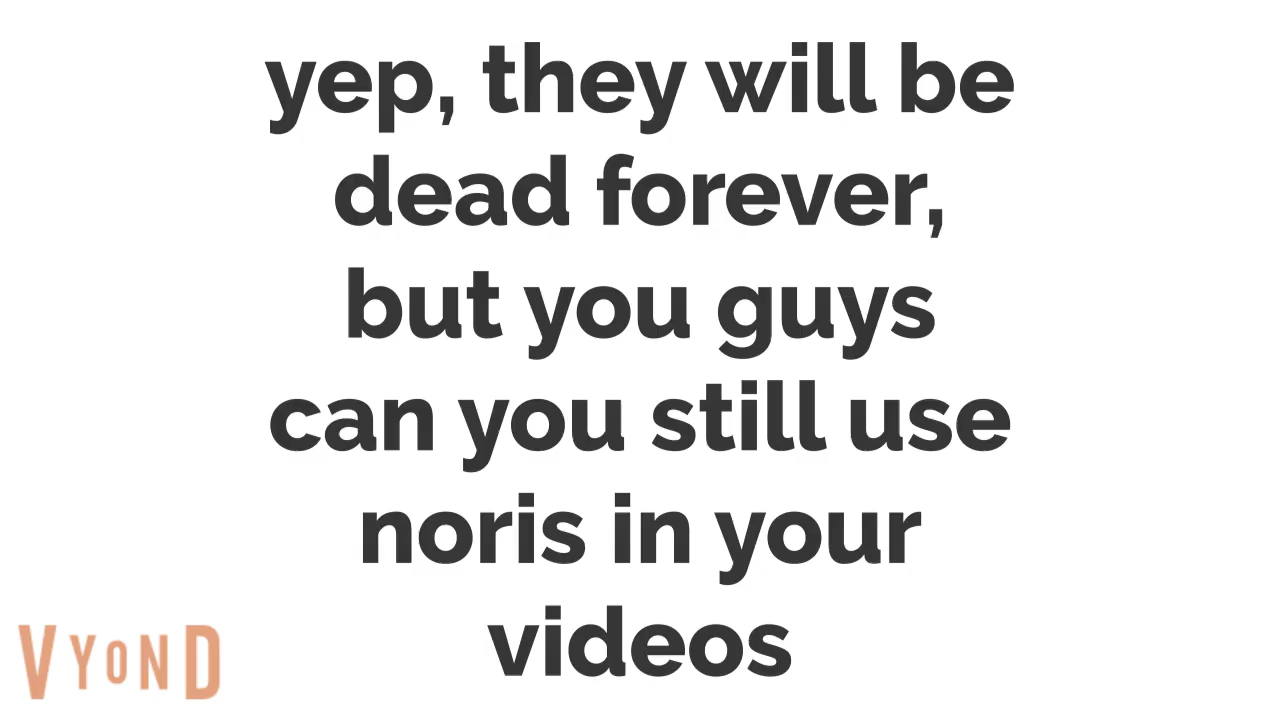 yep, they will be
dead forever,
but you guys
can you still use
noris in your
videos
VYOND